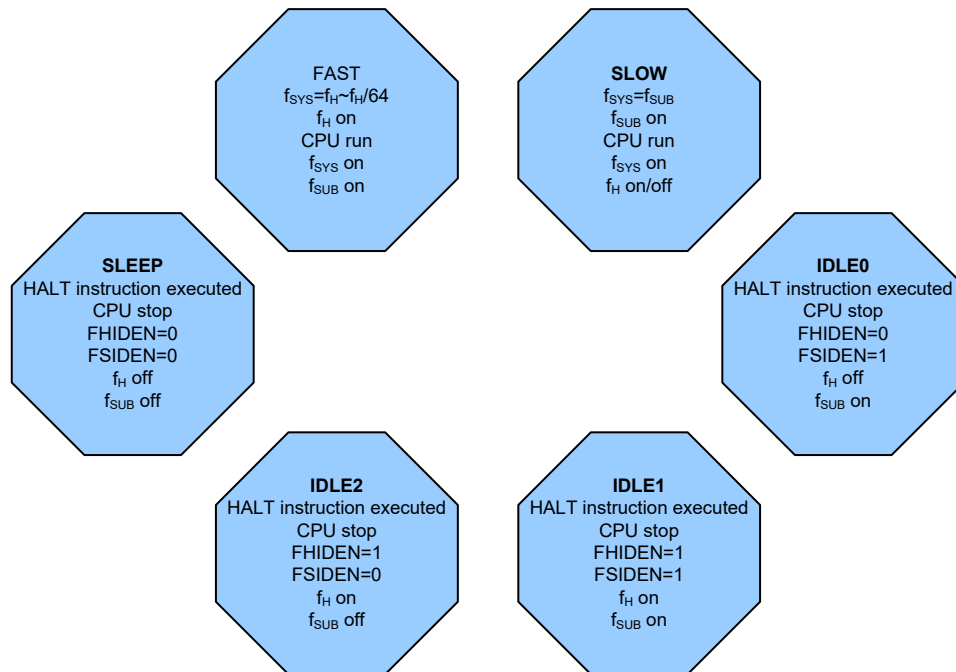 FAST
fSYS=fH~fH/64
fH on
CPU run
fSYS on
fSUB on
SLOW
fSYS=fSUB
fSUB on
CPU run
fSYS on
fH on/off
SLEEP
HALT instruction executed
CPU stop
FHIDEN=0
FSIDEN=0
fH off
fSUB off
IDLE0
HALT instruction executed
CPU stop
FHIDEN=0
FSIDEN=1
fH off
fSUB on
IDLE2
HALT instruction executed
CPU stop
FHIDEN=1
FSIDEN=0
fH on
fSUB off
IDLE1
HALT instruction executed
CPU stop
FHIDEN=1
FSIDEN=1
fH on
fSUB on